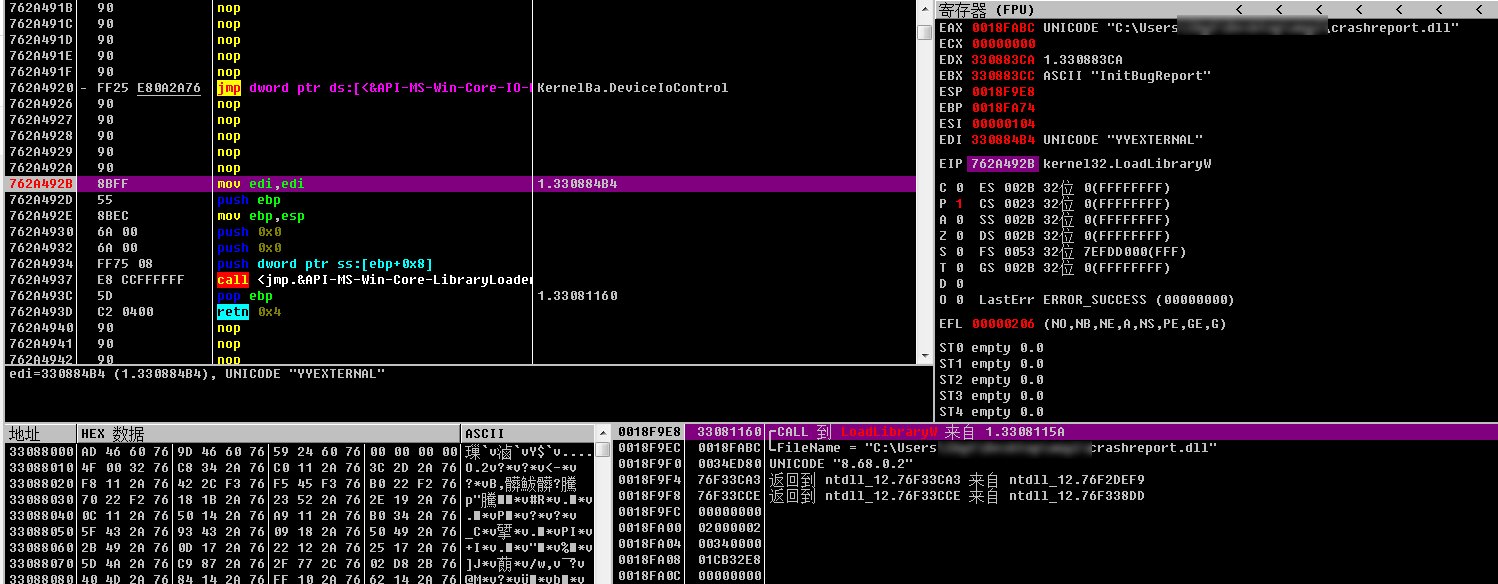 762A491B 90 nop
762A491C 90 nop
762A491D 90 nop
762A491E 90 nop
762A491F 90 nop
762A4920 - FF25 E80A2A76 jmp dword ptr ds:[<&API-MS-Win-Core-IO- KernelBa.DeviceIoControl
762A4926 90 nop
762A4927 90 nop
762A4928 90 nop
762A4929 90 nop
762A492A 90 nop
762A492B 8BFF mov edi,edi 1.330884B4
762A492D 55 push ebp
762A492E 8BEC mov ebp,esp
762A4930 6A 00 push 0x0
762A4932 6A 00 push 0x0
762A4934 FF75 08 push dword ptr ss:[ebp+0x8]
762A4937 E8 CCFFFFFF call <jmp.&API-MS-Win-Core-LibraryLoader
762A493C 5D pop ebp 1.33081160
762A493D C2 0400 retn 0x4
762A4940 90 nop
762A4941 90 nop
762A4942 90 nop
edi=330884B4 (1.330884B4), UNICODE "YYEXTERNAL"
寄存器 (FPU) < < < < < < <
EAX 0018FABC UNICODE "C:\Users \crashreport.dll"
ECX 00000000
EDX 330883CA 1.330883CA
EBX 330883CC ASCII "InitBugReport"
ESP 0018F9E8
EBP 0018FA74
ESI 00000104
EDI 330884B4 UNICODE "YYEXTERNAL"
EIP 762A492B kernel32.LoadLibraryW
C 0 ES 002B 32位 0(FFFFFFFF)
P 1 CS 0023 32位 0(FFFFFFFF)
A 0 SS 002B 32位 0(FFFFFFFF)
Z 0 DS 002B 32位 0(FFFFFFFF)
S 0 FS 0053 32位 7EFDD000(FFF)
T 0 GS 002B 32位 0(FFFFFFFF)
D 0
O 0 LastErr ERROR_SUCCESS (00000000)
EFL 00000206 (NO,NB,NE,A,NS,PE,GE,G)
ST0 empty 0.0
ST1 empty 0.0
ST2 empty 0.0
ST3 empty 0.0
ST4 empty 0.0
地址 HEX 数据 ASCII
33088000 AD 46 60 76 9D 46 60 76 59 24 60 76 00 00 00 00
33088010 4F 00 32 76 C8 34 2A 76 C0 11 2A 76 3C 2D 2A 76 O.2v?*v?*v<-*v
33088020 F8 11 2A 76 42 2C F3 76 F5 45 F3 76 B0 22 F2 76
33088030 70 22 F2 76 18 1B 2A 76 23 52 2A 76 2E 19 2A 76
33088040 0C 11 2A 76 50 14 2A 76 A9 11 2A 76 B0 34 2A 76
33088050 5F 43 2A 76 93 43 2A 76 09 18 2A 76 50 49 2A 76
33088060 2B 49 2A 76 0D 17 2A 76 22 12 2A 76 25 17 2A 76
33088070 5D 4A 2A 76 C9 87 2A 76 2F 77 2C 76 02 D8 2B 76
33088080 40 4D 2A 76 84 14 2A 76 FF 10 2A 76 62 14 2A 76
0018F9E8 33081160 CALL 到 LoadLibraryW 来自 1.3308115A
0018F9EC 0018FABC FileName = "C:\Users crashreport.dll"
0018F9F0 0034ED80 UNICODE "8.68.0.2"
0018F9F4 76F33CA3 返回到 ntdll_12.76F33CA3 来自 ntdll_12.76F2DEF9
0018F9F8 76F33CCE 返回到 ntdll_12.76F33CCE 来自 ntdll_12.76F338DD
0018F9FC 00000000
0018FA00 02000002
0018FA04 00340000
0018FA08 01CB32E8
0018FA0C 00000000